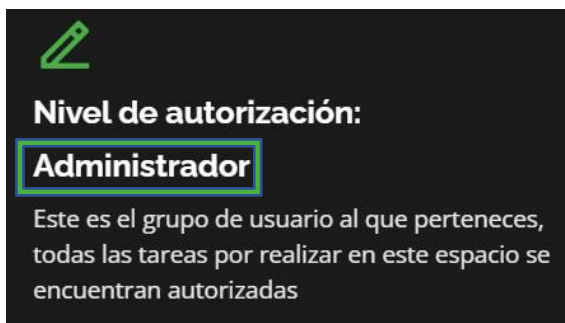 Nivel de autorización:
Administrador
Este es el grupo de usuario al que perteneces,
todas las tareas por realizar en este espacio se
encuentran autorizadas